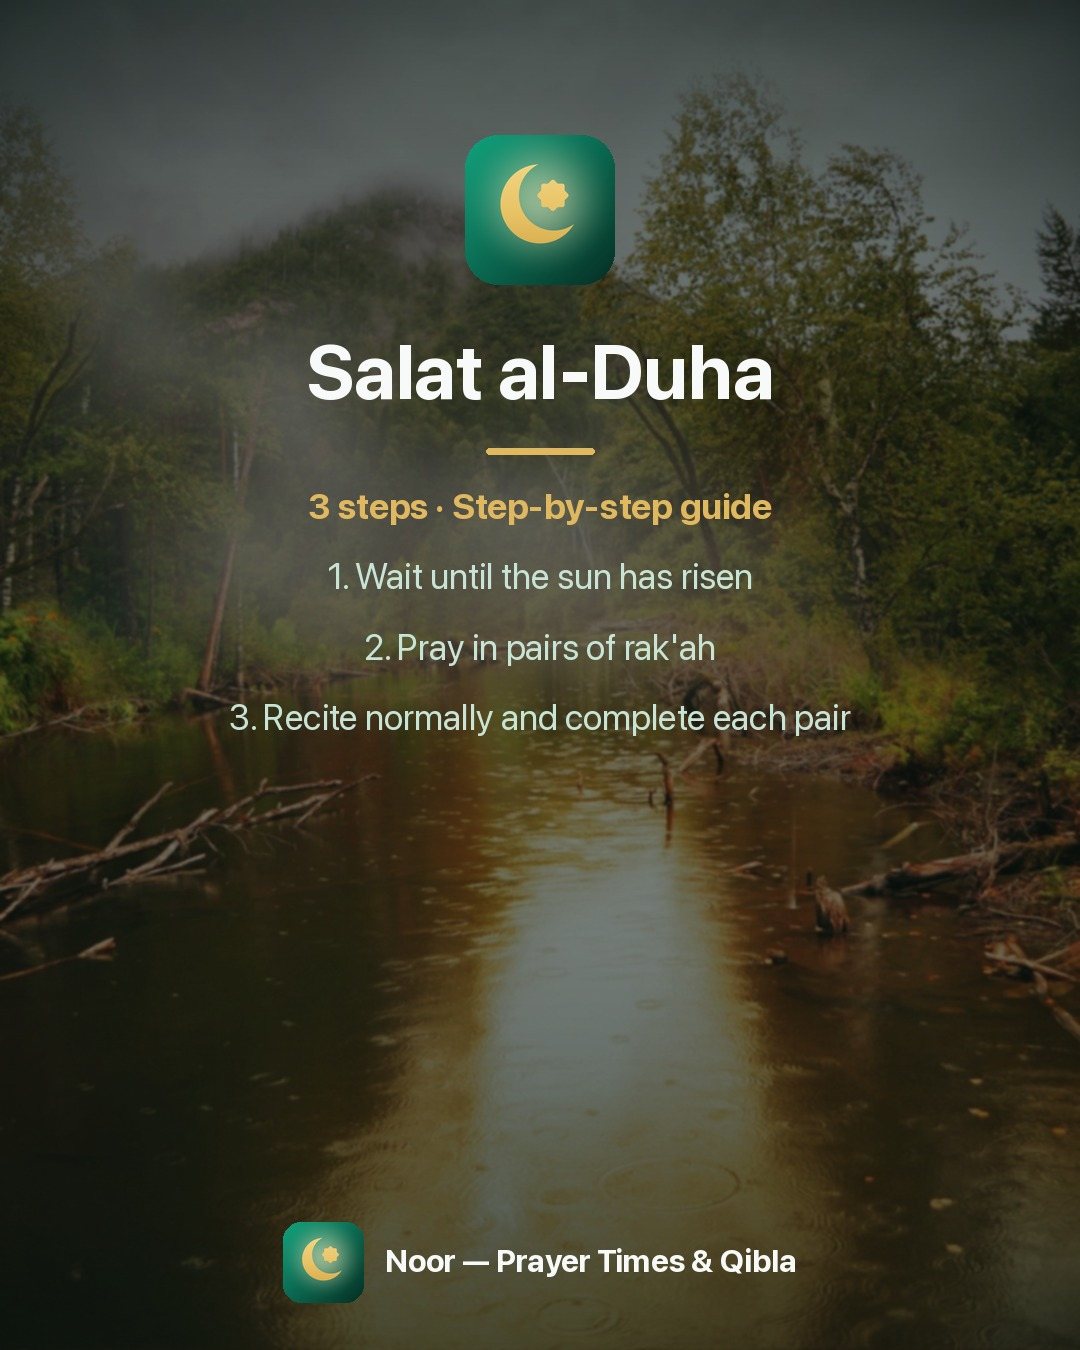 Salat al-Duha
3 steps · Step-by-step guide
1. Wait until the sun has risen
2. Pray in pairs of rak'ah
3. Recite normally and complete each pair
Noor — Prayer Times & Qibla